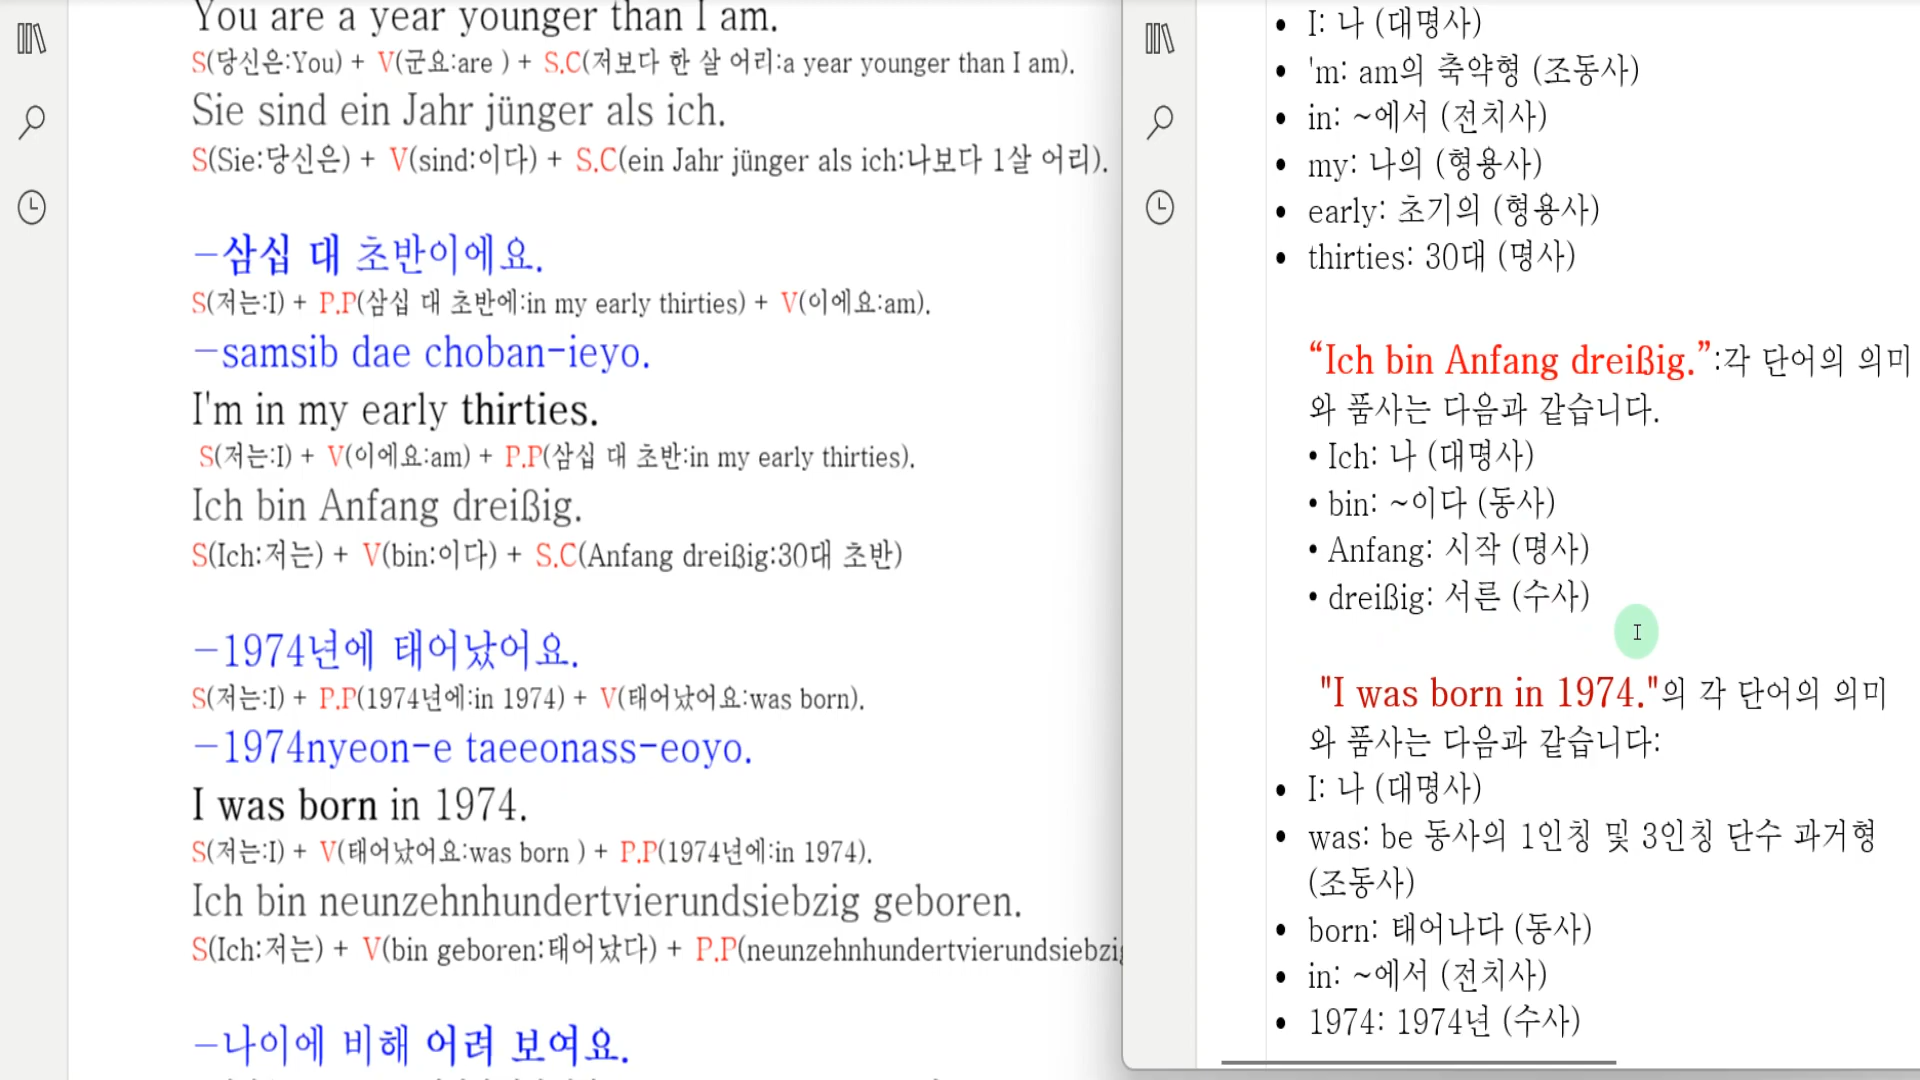 You are a year younger than I am.
S(당신은:You) + V(군요:are ) + S.C(저보다 한 살 어리:a year younger than I am).
Sie sind ein Jahr jünger als ich.
S(Sie:당신은) + V(sind:이다) + S.C(ein Jahr jünger als ich:나보다 1살 어리).
-삼십 대 초반이에요.
S(저는:I) + P.P(삼십 대 초반에:in my early thirties) + V(이에요:am).
-samsib dae choban-ieyo.
I'm in my early thirties.
S(저는:I) + V(이에요:am) + P.P(삼십 대 초반:in my early thirties).
Ich bin Anfang dreißig.
S(Ich:저는) + V(bin:이다) + S.C(Anfang dreißig:30대 초반)
-1974년에 태어났어요.
S(저는:I) + P.P(1974년에:in 1974) + V(태어났어요:was born).
-1974nyeon-e taeeonass-eoyo.
I was born in 1974.
S(저는:I) + V(태어났어요:was born ) + P.P(1974년에:in 1974).
Ich bin neunzehnhundertvierundsiebzig geboren.
S(Ich:저는) + V(bin geboren:태어났다) + P.P(neunzehnhundertvierundsiebzig
-나이에 비해 어려 보여요.
• I: 나 (대명사)
• 'm: am의 축약형 (조동사)
• in: ~에서 (전치사)
• my: 나의 (형용사)
• early: 초기의 (형용사)
• thirties: 30대 (명사)
“Ich bin Anfang dreißig.”:각 단어의 의미
와 품사는 다음과 같습니다.
• Ich: 나 (대명사)
• bin: ~이다 (동사)
• Anfang: 시작 (명사)
• dreißig: 서른 (수사)
"I was born in 1974."의 각 단어의 의미
와 품사는 다음과 같습니다:
• I: 나 (대명사)
• was: be 동사의 1인칭 및 3인칭 단수 과거형
(조동사)
• born: 태어나다 (동사)
• in: ~에서 (전치사)
• 1974: 1974년 (수사)